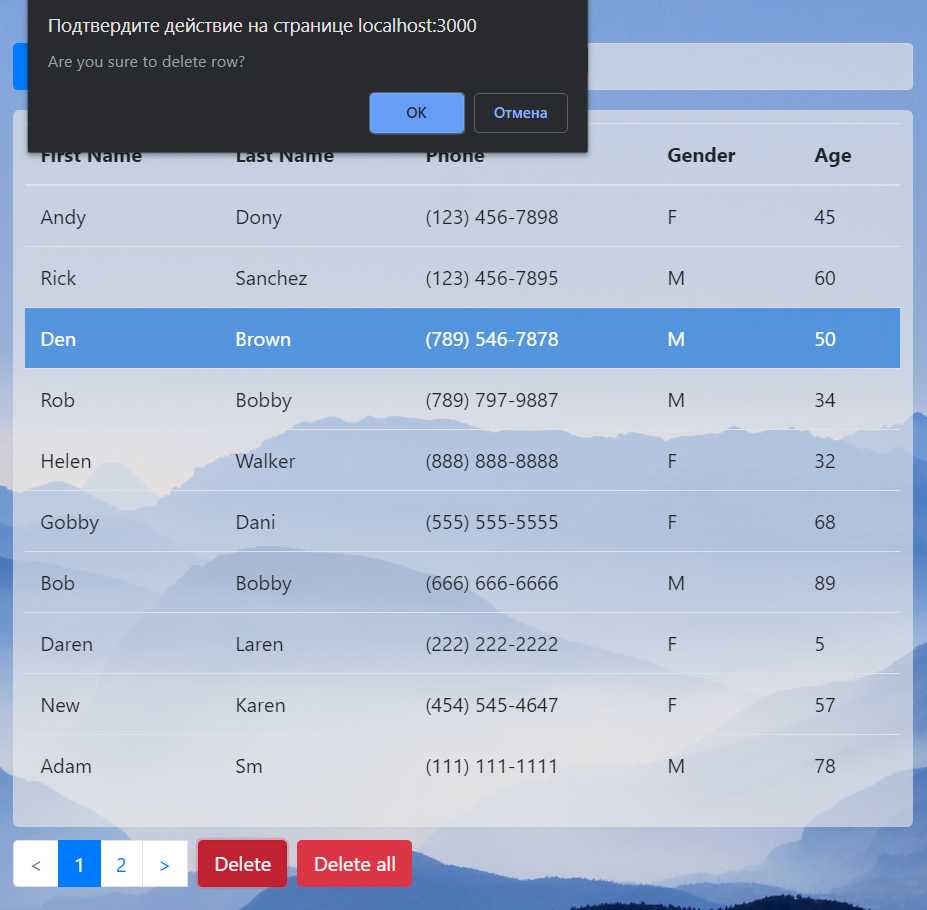 Подтвердите действие на странице localhost:3000
Are you sure to delete row?
ОК Отмена
First Name Last Name Phone Gender Age
Andy Dony (123) 456-7898 F 45
Rick Sanchez (123) 456-7895 M 60
Den Brown (789) 546-7878 M 50
Rob Bobby (789) 797-9887 M 34
Helen Walker (888) 888-8888 F 32
Gobby Dani (555) 555-5555 F 68
Bob Bobby (666) 666-6666 M 89
Daren Laren (222) 222-2222 F 5
New Karen (454) 545-4647 F 57
Adam Sm (111) 111-1111 M 78
< 1 2 > Delete Delete all